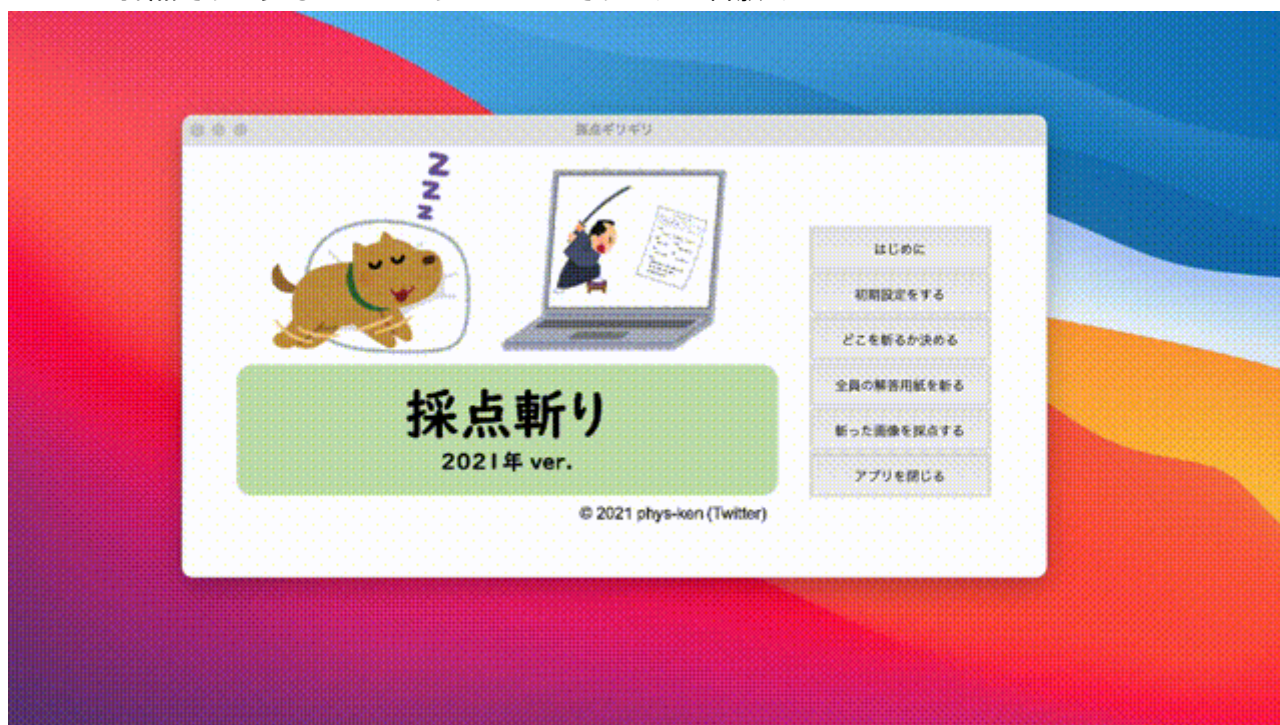 採点ギリギリ
zzz
採点斬り
2021年 ver.
© 2021 phys-ken (Twitter)
はじめに
初期設定をする
どこを斬るか決める
全員の解答用紙を斬る
斬った画像を採点する
アプリを閉じる